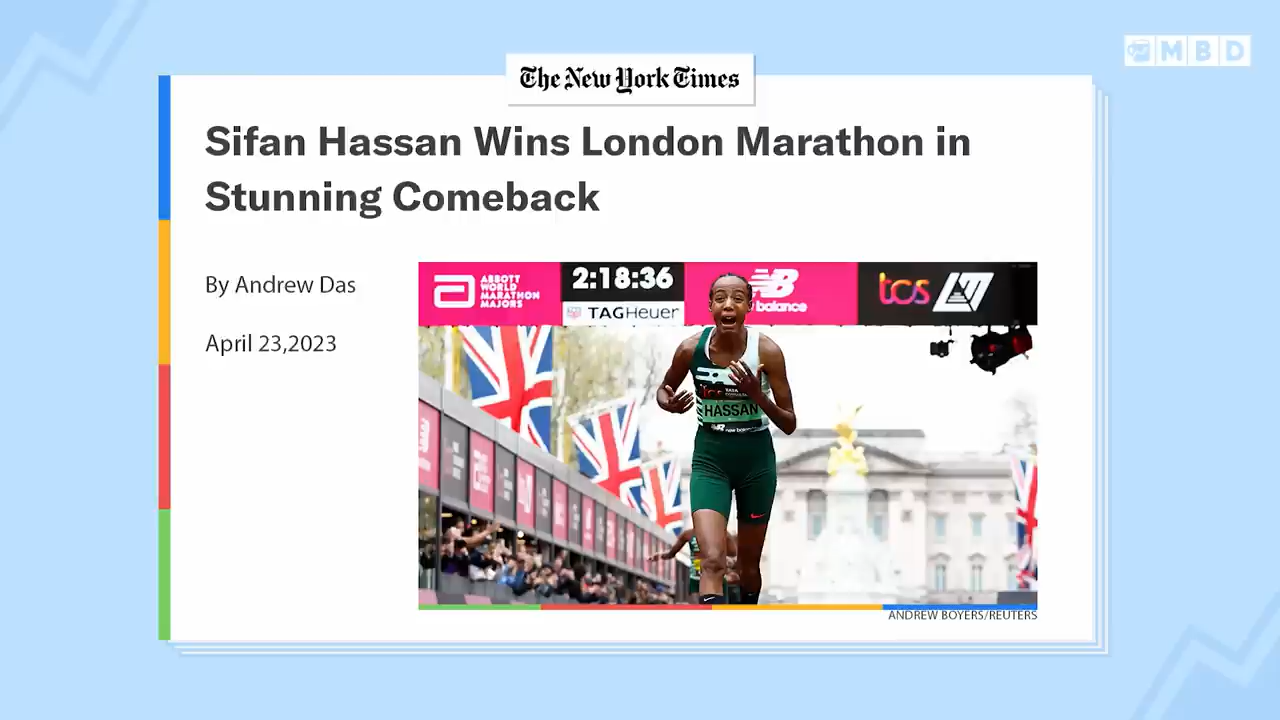 MBD
The New York Times
Sifan Hassan Wins London Marathon in
Stunning Comeback
By Andrew Das
April 23,2023
ABBOTT
WORLD
MARATHON
MAJORS
2:18:36
TAGHeuer
balance
tcs
tcs
HASSAN
ANDREW BOYERS/REUTERS